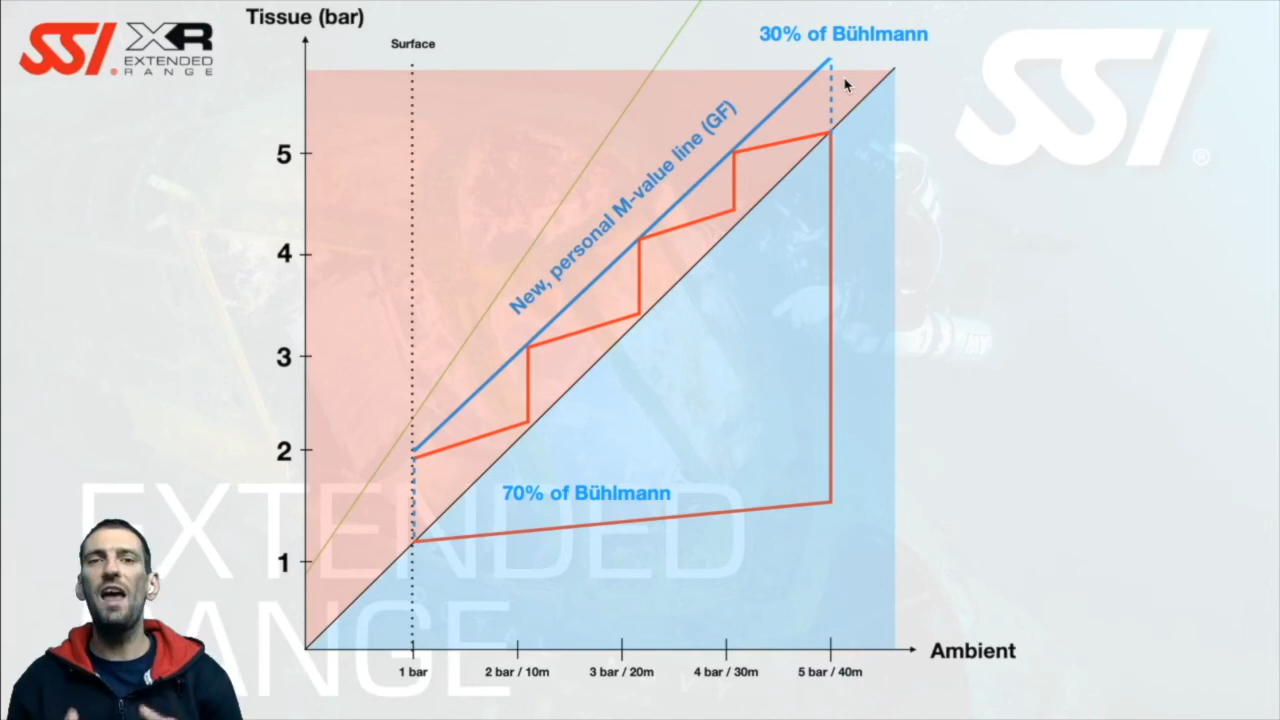 SSI
XR
EXTENDED
RANGE
Tissue (bar)
Surface
30% of Bühlmann
SSI
®
New, personal M-value line (GF)
5
4
3
2
1
70% of Bühlmann
EXTENDED
RANGE
Ambient
1 bar
2 bar / 10m
3 bar / 20m
4 bar / 30m
5 bar / 40m